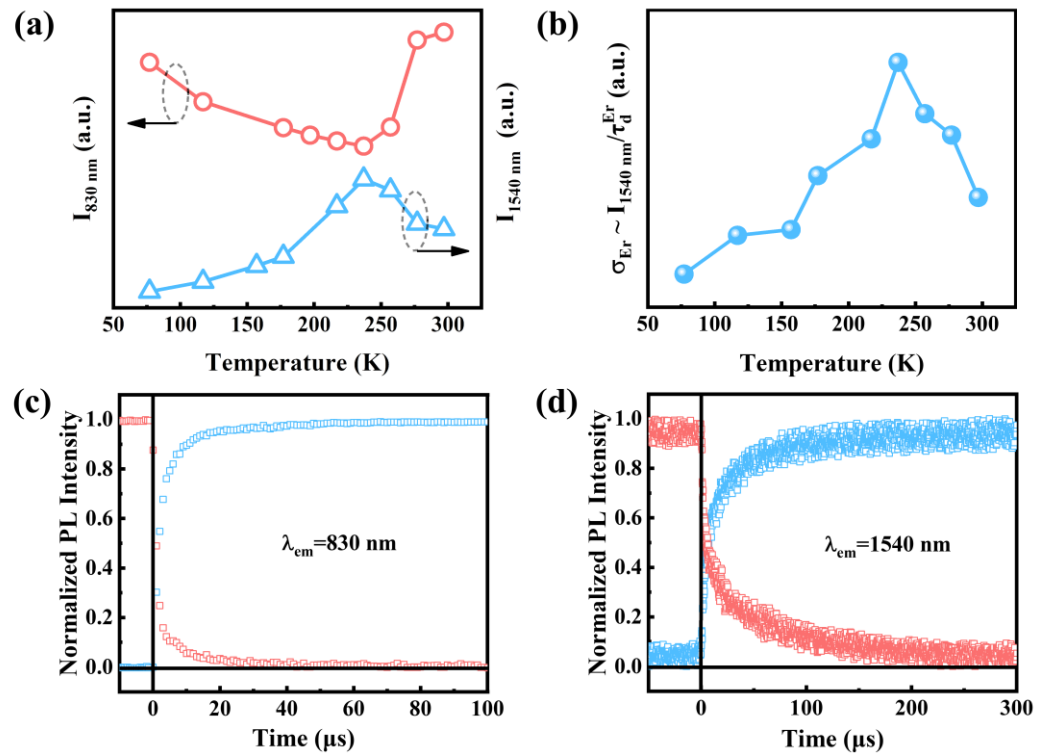 (a)
I830 nm (a.u.)
I1540 nm (a.u.)
50 100 150 200 250 300
Temperature (K)
(b)
σEr ~ I1540 nm/τdEr (a.u.)
50 100 150 200 250 300
Temperature (K)
(c)
Normalized PL Intensity
1.0
0.8
0.6
0.4
0.2
0.0
λem=830 nm
0 20 40 60 80 100
Time (μs)
(d)
Normalized PL Intensity
1.0
0.8
0.6
0.4
0.2
0.0
λem=1540 nm
0 100 200 300
Time (μs)